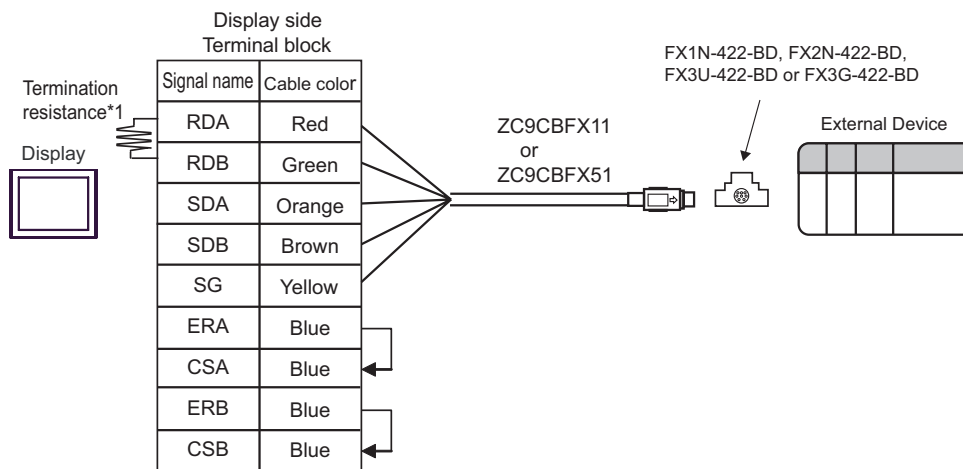 Display side
Terminal block
Signal name Cable color
RDA Red
RDB Green
SDA Orange
SDB Brown
SG Yellow
ERA Blue
CSA Blue
ERB Blue
CSB Blue
Termination
resistance*1
Display
ZC9CBFX11
or
ZC9CBFX51
FX1N-422-BD, FX2N-422-BD,
FX3U-422-BD or FX3G-422-BD
External Device